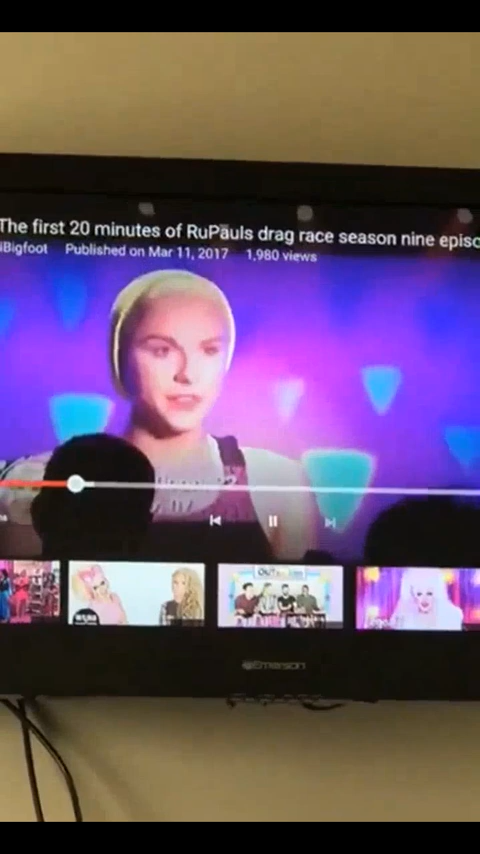 The first 20 minutes of RuPauls drag race season nine episo
iBigfoot Published on Mar 11, 2017 1,980 views
OUT
EMERSON